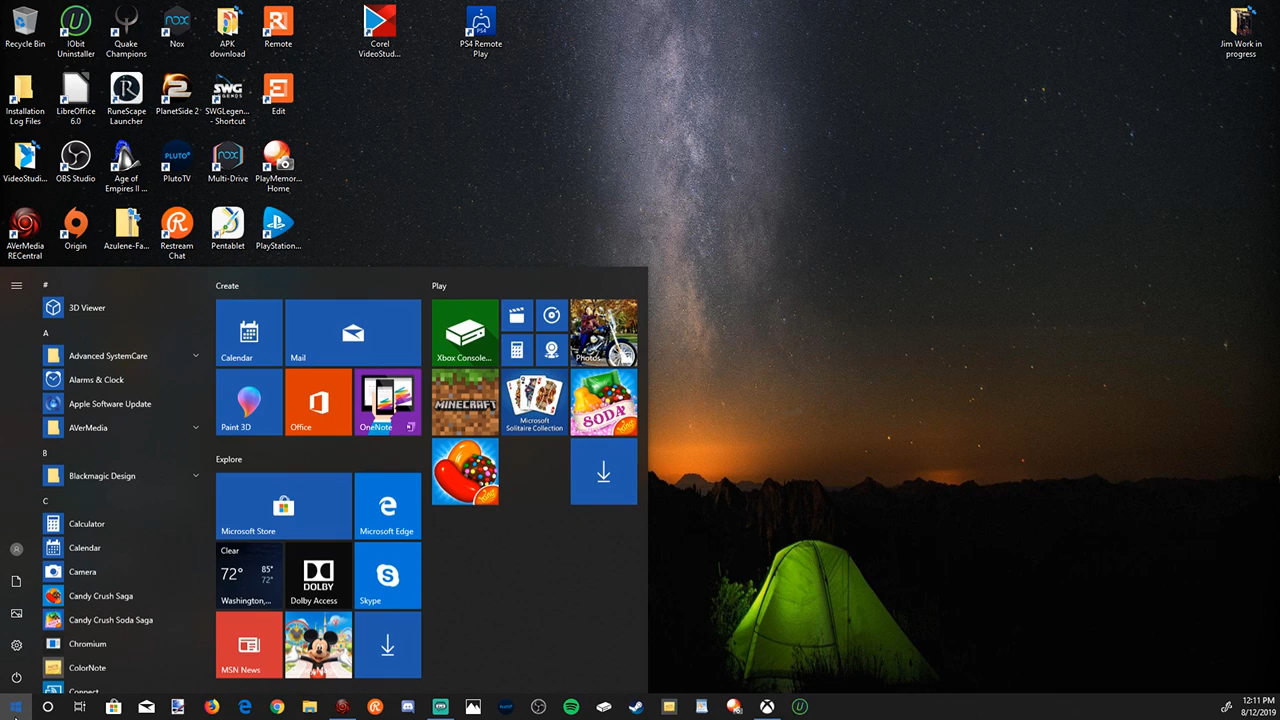 Recycle Bin
IObit
Uninstaller
Quake
Champions
Nox
APK
download
Remote
Corel
VideoStud...
PS4 Remote
Play
Jim Work in
progress
Installation
Log Files
LibreOffice
6.0
RuneScape
Launcher
PlanetSide 2
SWGLegen...
- Shortcut
Edit
VideoStudi...
OBS Studio
Age of
Empires II ...
PlutoTV
Multi-Drive
PlayMemor...
Home
AVerMedia
RECentral
Origin
Azulene-Fa...
Restream
Chat
Pentablet
PlayStation...
#
3D Viewer
A
Advanced SystemCare
Alarms & Clock
Apple Software Update
AVerMedia
B
Blackmagic Design
C
Calculator
Calendar
Camera
Candy Crush Saga
Candy Crush Soda Saga
Chromium
ColorNote
Connect
Create
Calendar
Mail
Paint 3D
Office
OneNote
Explore
Microsoft Store
Microsoft Edge
Clear
72°
85°
72°
Washington,...
DOLBY
Dolby Access
Skype
MSN News
Play
Xbox Console...
Photos
MINECRAFT
Microsoft
Solitaire Collection
SODA
King
King
12:11 PM
8/12/2019